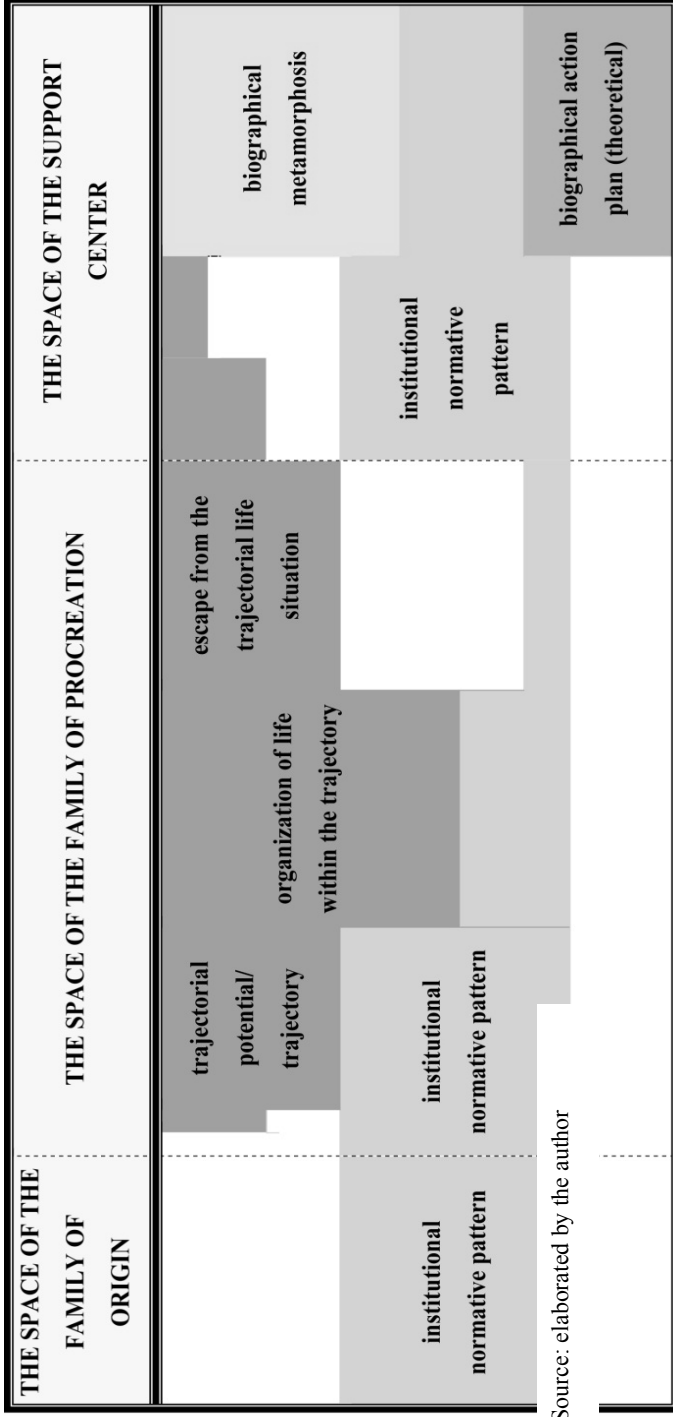 THE SPACE OF THE
FAMILY OF
ORIGIN
THE SPACE OF THE FAMILY OF PROCREATION
THE SPACE OF THE SUPPORT
CENTER
trajectorial
potential/
trajectory
organization of life
within the trajectory
escape from the
trajectorial life
situation
biographical
metamorphosis
institutional
normative pattern
institutional
normative pattern
institutional
normative
pattern
biographical action
plan (theoretical)
Source: elaborated by the author